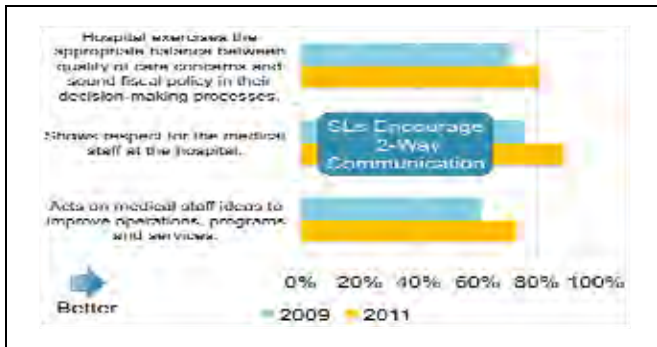 Hospital exercises the
appropriate balance between
quality of care concerns and
sound fiscal policy in their
decision-making processes.
Shows respect for the medical
staff at the hospital.
SLs Encourage
2-Way
Communication
Acts on medical staff ideas to
improve operations, programs
and services.
Better
0% 20% 40% 60% 80% 100%
2009 2011